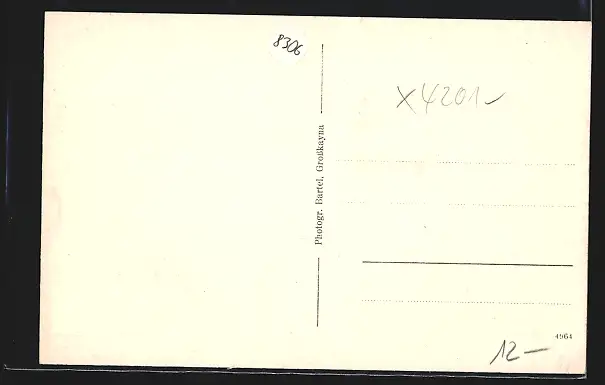 8306
X4201-
Photogr. Bartel, Großkayna
4964
12-